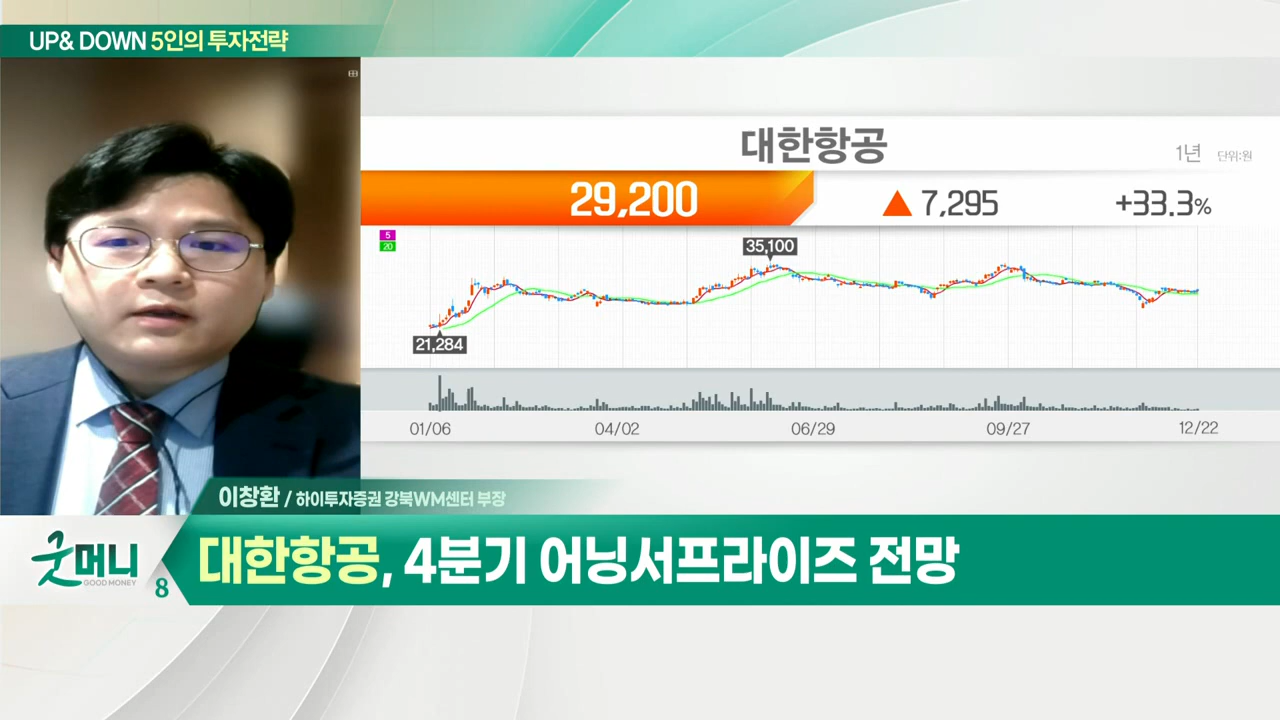 UP& DOWN 5인의 투자전략
대한항공
1년 단위:원
29,200 ▲ 7,295 +33.3%
5
20
35,100
21,284
01/06 04/02 06/29 09/27 12/22
이창환 / 하이투자증권 강북WM센터 부장
굿머니
GOOD MONEY
8
대한항공, 4분기 어닝서프라이즈 전망